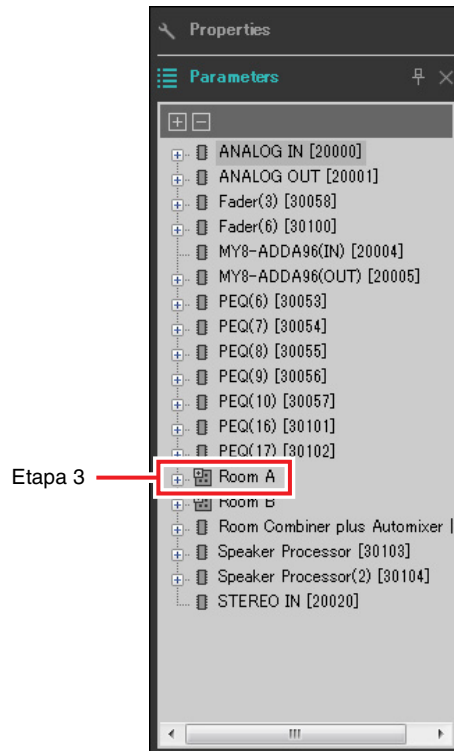 Properties
Parameters
ANALOG IN [20000]
ANALOG OUT [20001]
Fader(3) [30058]
Fader(6) [30100]
MY8-ADDA96(IN) [20004]
MY8-ADDA96(OUT) [20005]
PEQ(6) [30053]
PEQ(7) [30054]
PEQ(8) [30055]
PEQ(9) [30056]
PEQ(10) [30057]
PEQ(16) [30101]
PEQ(17) [30102]
Etapa 3
Room A
Room B
Room Combiner plus Automixer [
Speaker Processor [30103]
Speaker Processor(2) [30104]
STEREO IN [20020]